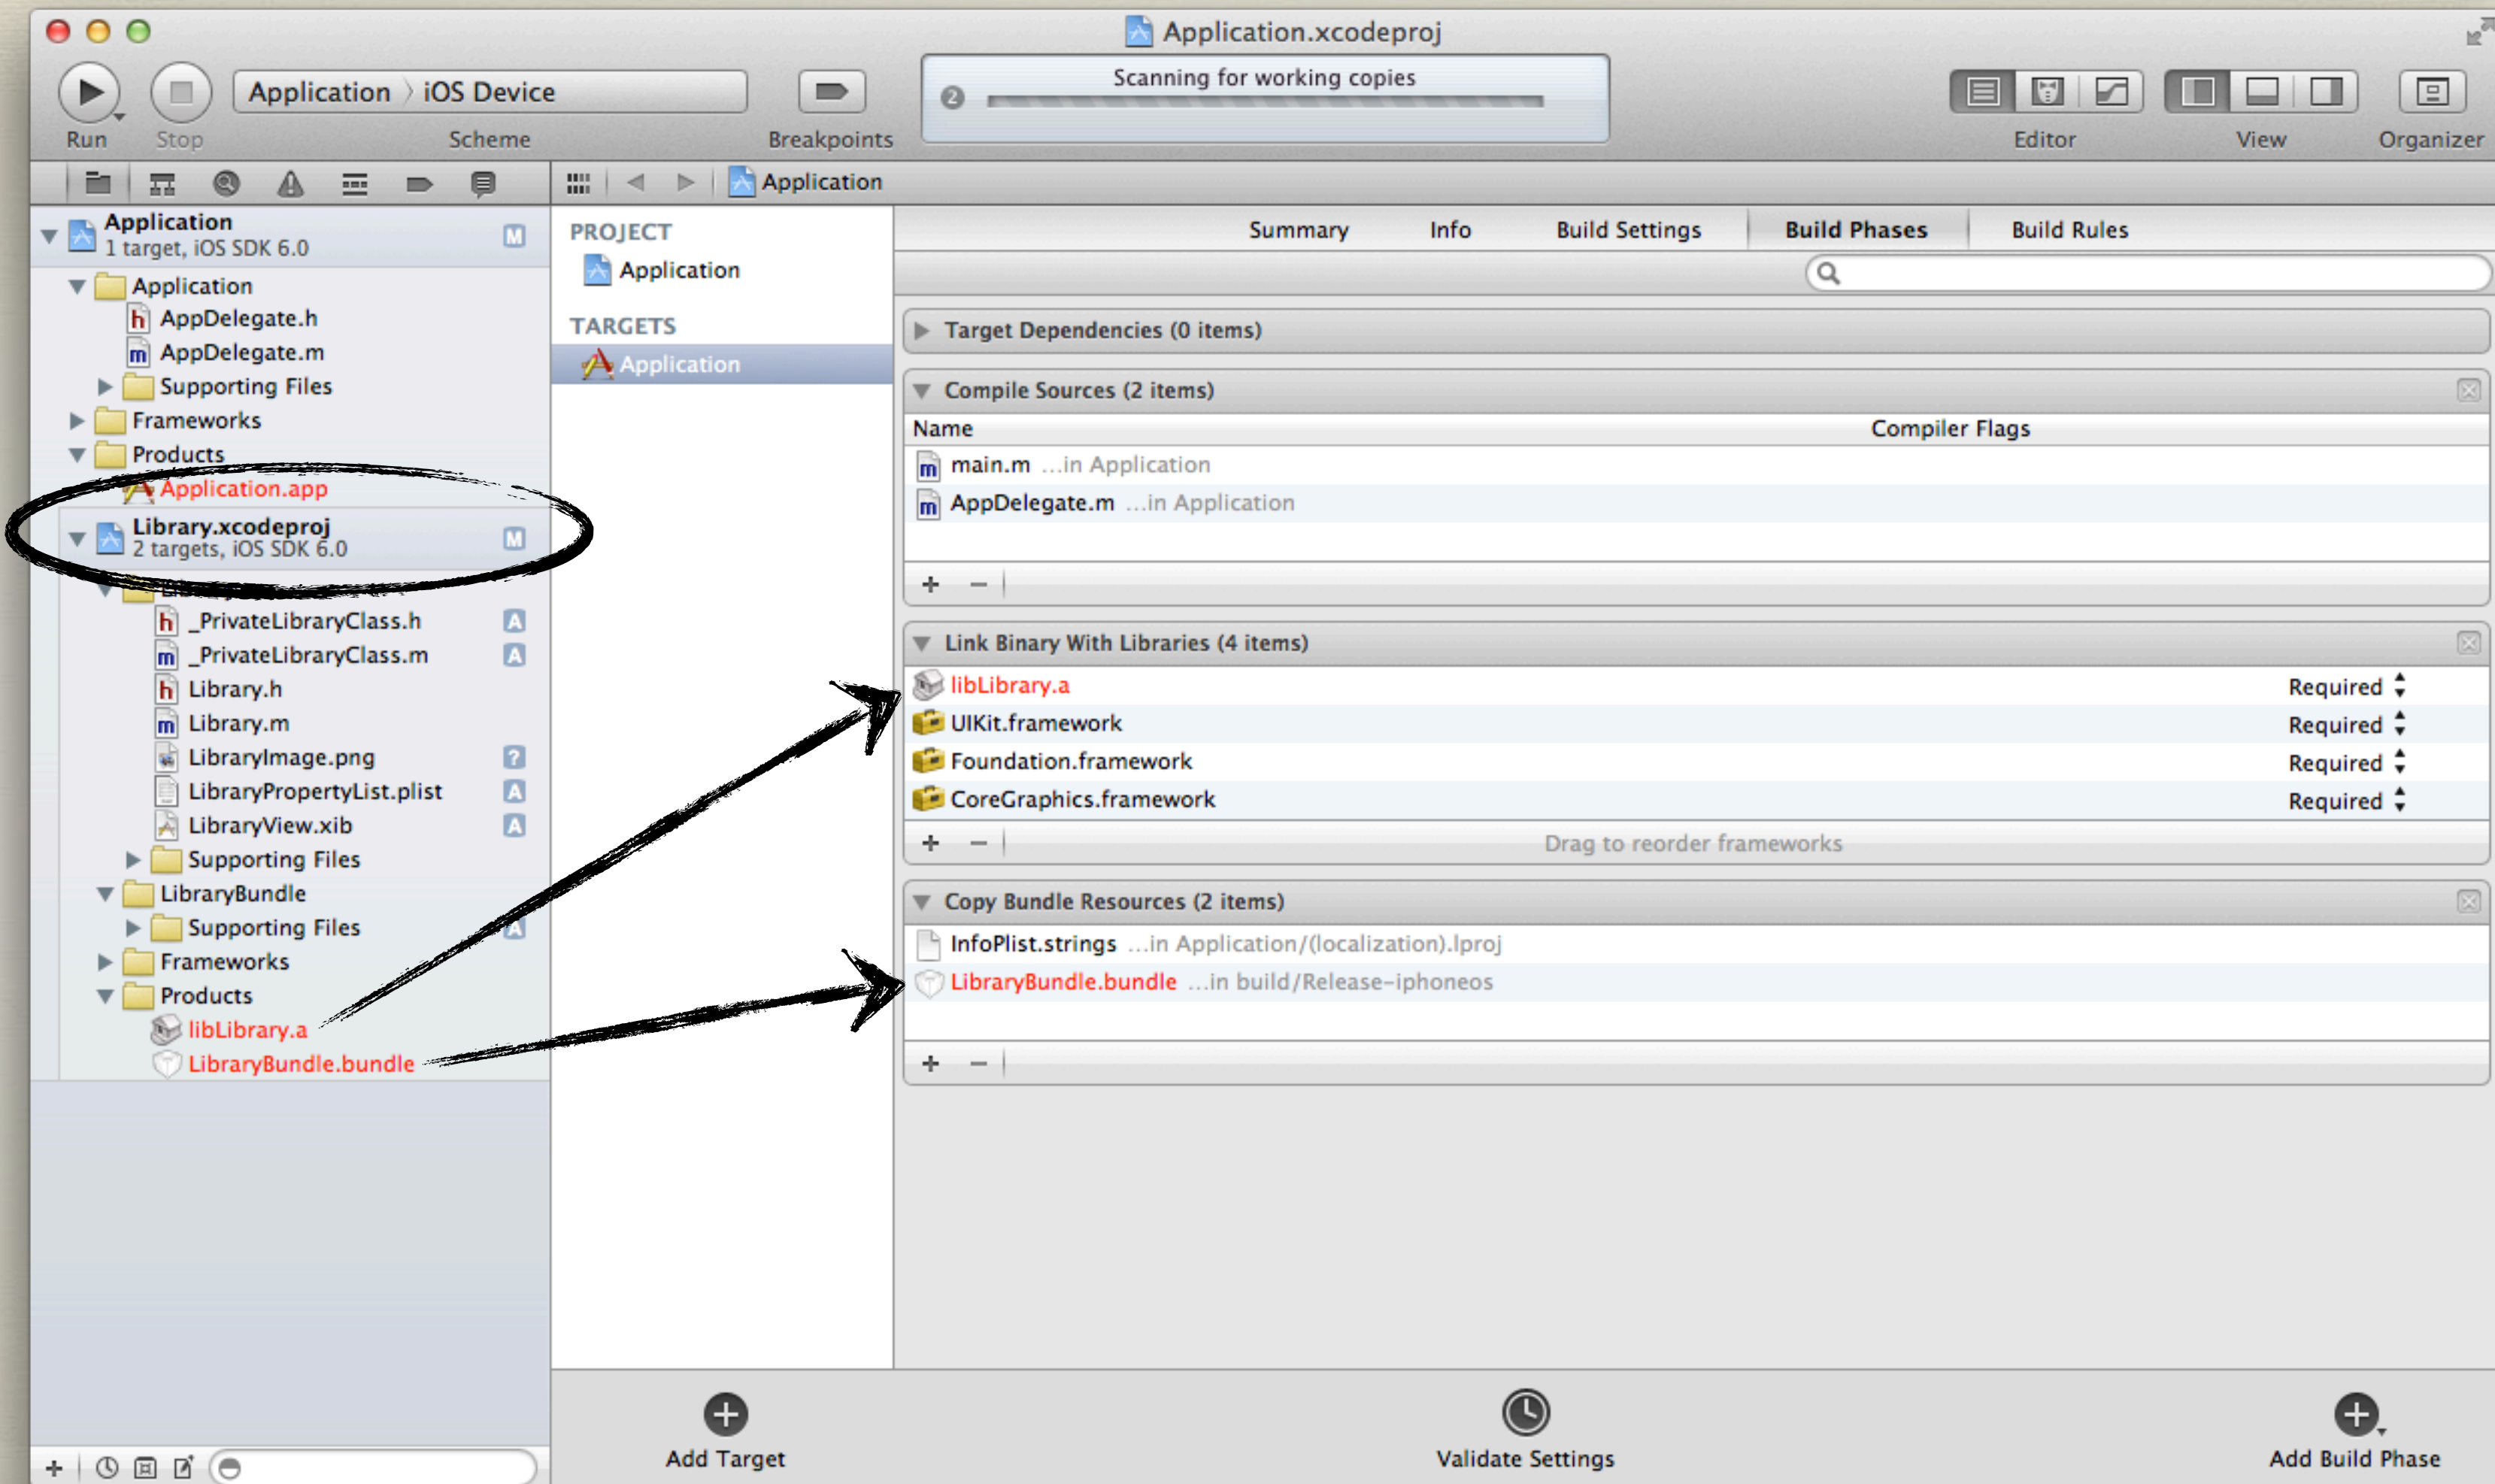 Application.xcodeproj
Application › iOS Device
Scanning for working copies
2
Run
Stop
Scheme
Breakpoints
Editor
View
Organizer
Application
Application
M
1 target, iOS SDK 6.0
Application
h AppDelegate.h
m AppDelegate.m
Supporting Files
Frameworks
Products
Application.app
Library.xcodeproj
M
2 targets, iOS SDK 6.0
h _PrivateLibraryClass.h A
m _PrivateLibraryClass.m A
h Library.h
m Library.m
LibraryImage.png ?
LibraryPropertyList.plist A
LibraryView.xib A
Supporting Files
LibraryBundle
Supporting Files A
Frameworks
Products
libLibrary.a
LibraryBundle.bundle
PROJECT
Application
TARGETS
Application
Summary
Info
Build Settings
Build Phases
Build Rules
Target Dependencies (0 items)
Compile Sources (2 items)
Name
Compiler Flags
m main.m ...in Application
m AppDelegate.m ...in Application
+ −
Link Binary With Libraries (4 items)
libLibrary.a Required
UIKit.framework Required
Foundation.framework Required
CoreGraphics.framework Required
+ − Drag to reorder frameworks
Copy Bundle Resources (2 items)
InfoPlist.strings ...in Application/(localization).lproj
LibraryBundle.bundle ...in build/Release-iphoneos
+ −
Add Target
Validate Settings
Add Build Phase